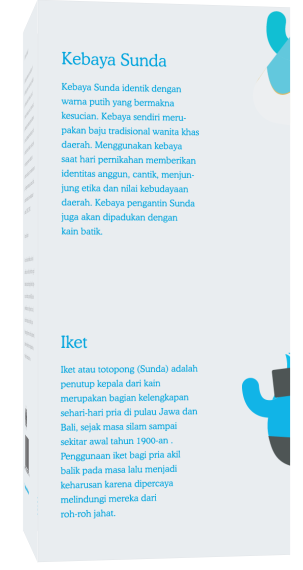 Kebaya Sunda
Kebaya Sunda identik dengan
warna putih yang bermakna
kesucian. Kebaya sendiri meru-
pakan baju tradisional wanita khas
daerah. Menggunakan kebaya
saat hari pernikahan memberikan
identitas anggun, cantik, menjun-
jung etika dan nilai kebudayaan
daerah. Kebaya pengantin Sunda
juga akan dipadukan dengan
kain batik.
Iket
Iket atau totopong (Sunda) adalah
penutup kepala dari kain
merupakan bagian kelengkapan
sehari-hari pria di pulau Jawa dan
Bali, sejak masa silam sampai
sekitar awal tahun 1900-an .
Penggunaan iket bagi pria akil
balik pada masa lalu menjadi
keharusan karena dipercaya
melindungi mereka dari
roh-roh jahat.